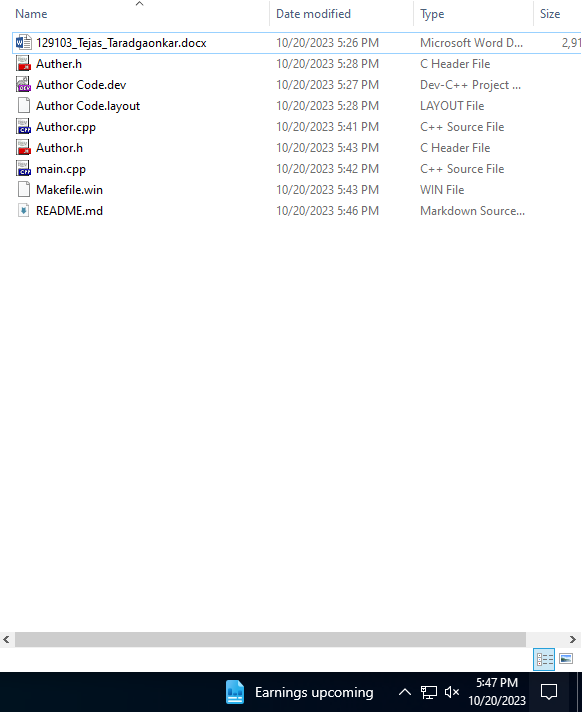 Name Date modified Type Size
129103_Tejas_Taradgaonkar.docx 10/20/2023 5:26 PM Microsoft Word D... 2,91
Auther.h 10/20/2023 5:28 PM C Header File
Author Code.dev 10/20/2023 5:27 PM Dev-C++ Project ...
Author Code.layout 10/20/2023 5:28 PM LAYOUT File
Author.cpp 10/20/2023 5:41 PM C++ Source File
Author.h 10/20/2023 5:43 PM C Header File
main.cpp 10/20/2023 5:42 PM C++ Source File
Makefile.win 10/20/2023 5:43 PM WIN File
README.md 10/20/2023 5:46 PM Markdown Source...
Earnings upcoming
5:47 PM
10/20/2023